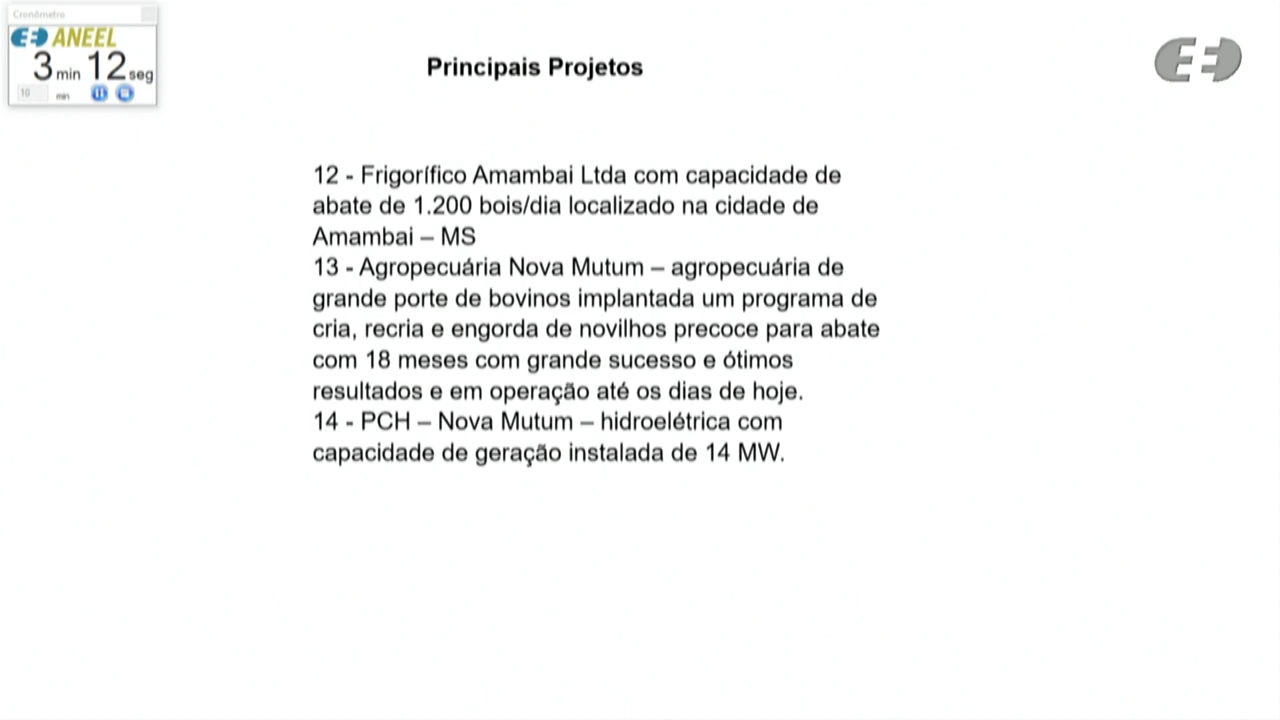 Cronômetro
ANEEL
3 min 12 seg
10 min
Principais Projetos
12 - Frigorífico Amambai Ltda com capacidade de
abate de 1.200 bois/dia localizado na cidade de
Amambai – MS
13 - Agropecuária Nova Mutum – agropecuária de
grande porte de bovinos implantada um programa de
cria, recria e engorda de novilhos precoce para abate
com 18 meses com grande sucesso e ótimos
resultados e em operação até os dias de hoje.
14 - PCH – Nova Mutum – hidroelétrica com
capacidade de geração instalada de 14 MW.